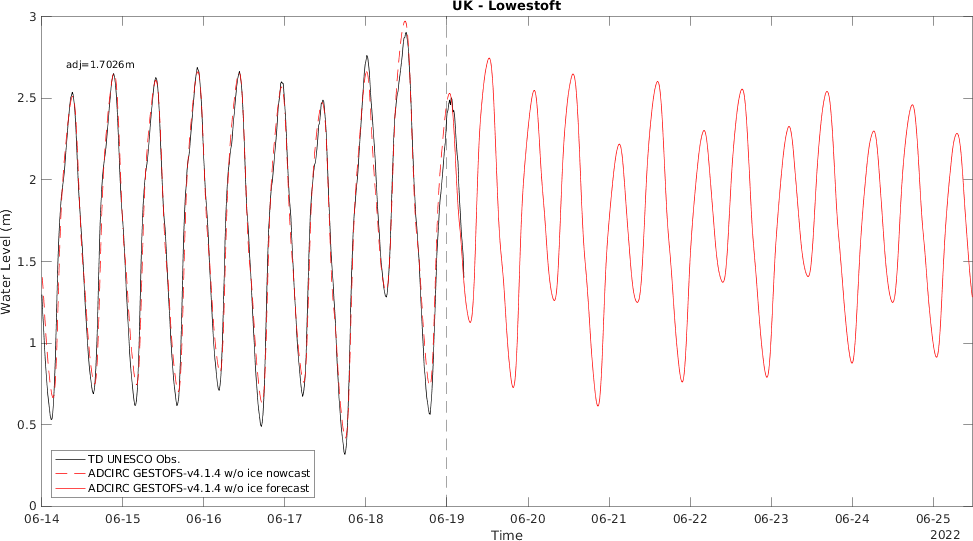 UK - Lowestoft
adj=1.7026m
Water Level (m)
3
2.5
2
1.5
1
0.5
0
TD UNESCO Obs.
ADCIRC GESTOFS-v4.1.4 w/o ice nowcast
ADCIRC GESTOFS-v4.1.4 w/o ice forecast
06-14 06-15 06-16 06-17 06-18 06-19 06-20 06-21 06-22 06-23 06-24 06-25
Time
2022